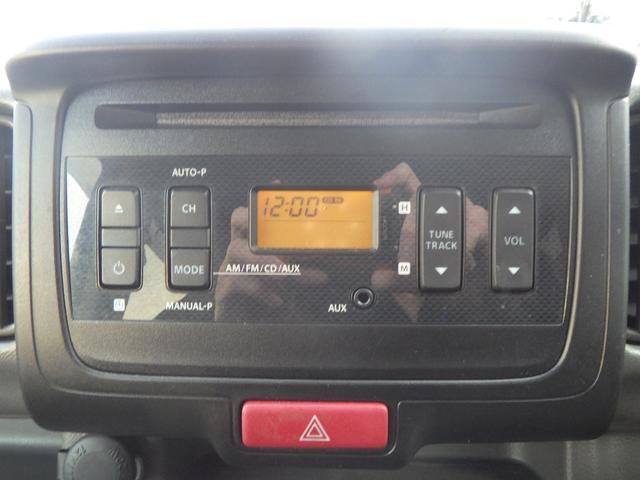 AUTO-P
CH
12:00
H
TUNE
TRACK
VOL
MODE
AM/FM/CD/AUX
M
MANUAL-P
AUX